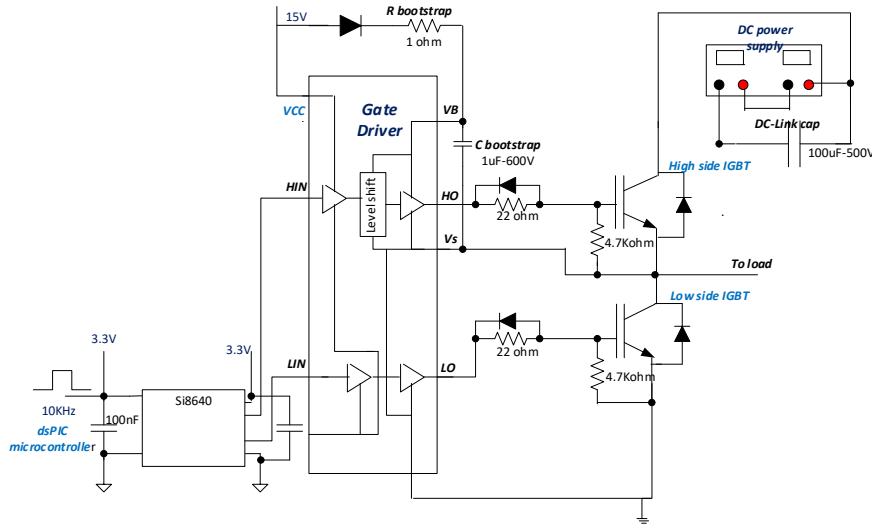 15V
R bootstrap
1 ohm
DC power
supply
VCC
Gate
Driver
VB
DC-Link cap
100uF-500V
C bootstrap
1uF-600V
High side IGBT
HIN
Level shift
HO
22 ohm
Vs
4.7Kohm
To load
Low side IGBT
3.3V
3.3V
LIN
LO
22 ohm
4.7Kohm
10KHz
Si8640
100nF
dsPIC
microcontroller